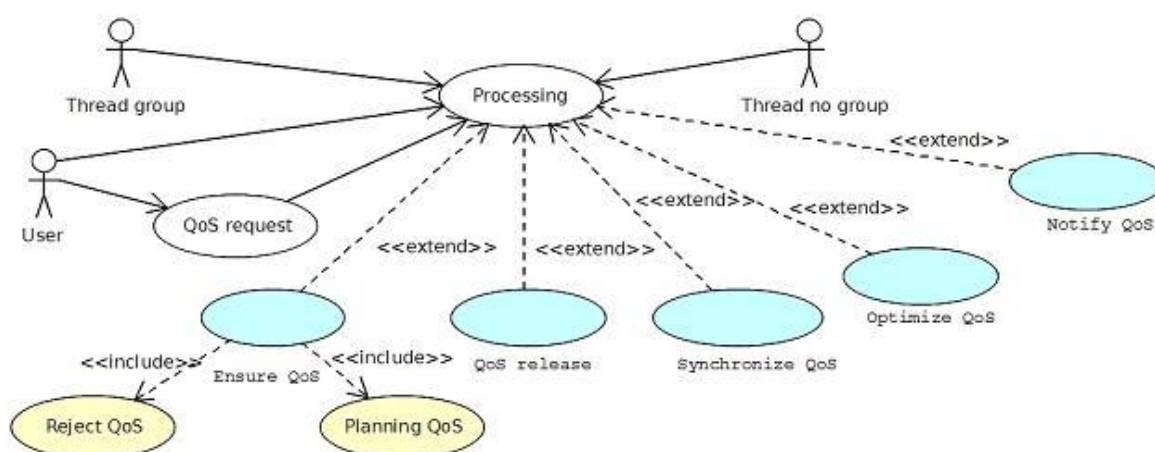 Thread group
Processing
Thread no group
<<extend>>
User
QoS request
<<extend>>
Notify QoS
<<extend>>
<<extend>>
<<extend>>
Optimize QoS
<<include>>
Ensure QoS
<<include>>
QoS release
Synchronize QoS
Reject QoS
Planning QoS